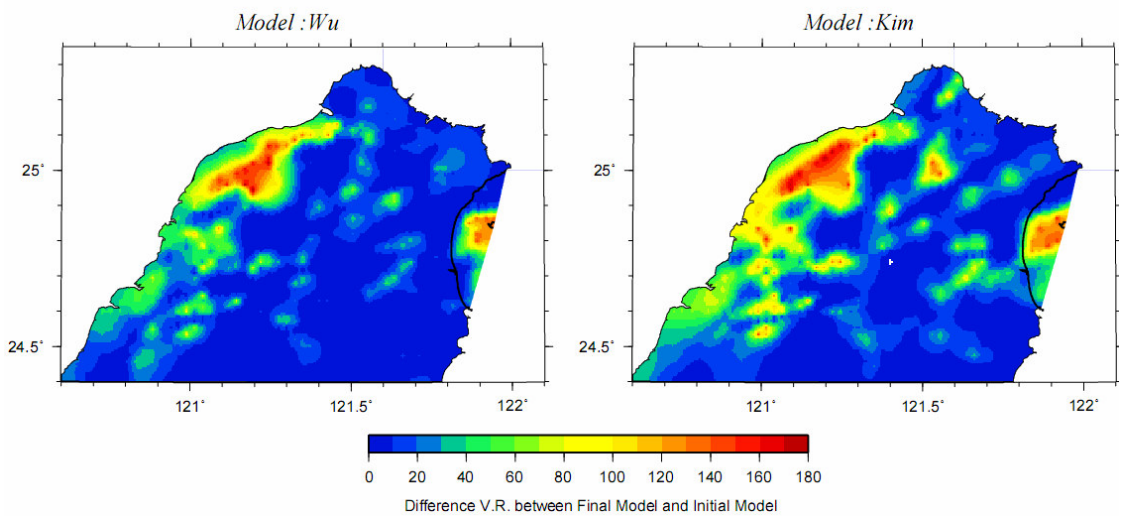 Model :Wu
Model :Kim
25˚
24.5˚
121˚
121.5˚
122˚
25˚
24.5˚
121˚
121.5˚
122˚
0 20 40 60 80 100 120 140 160 180
Difference V.R. between Final Model and Initial Model